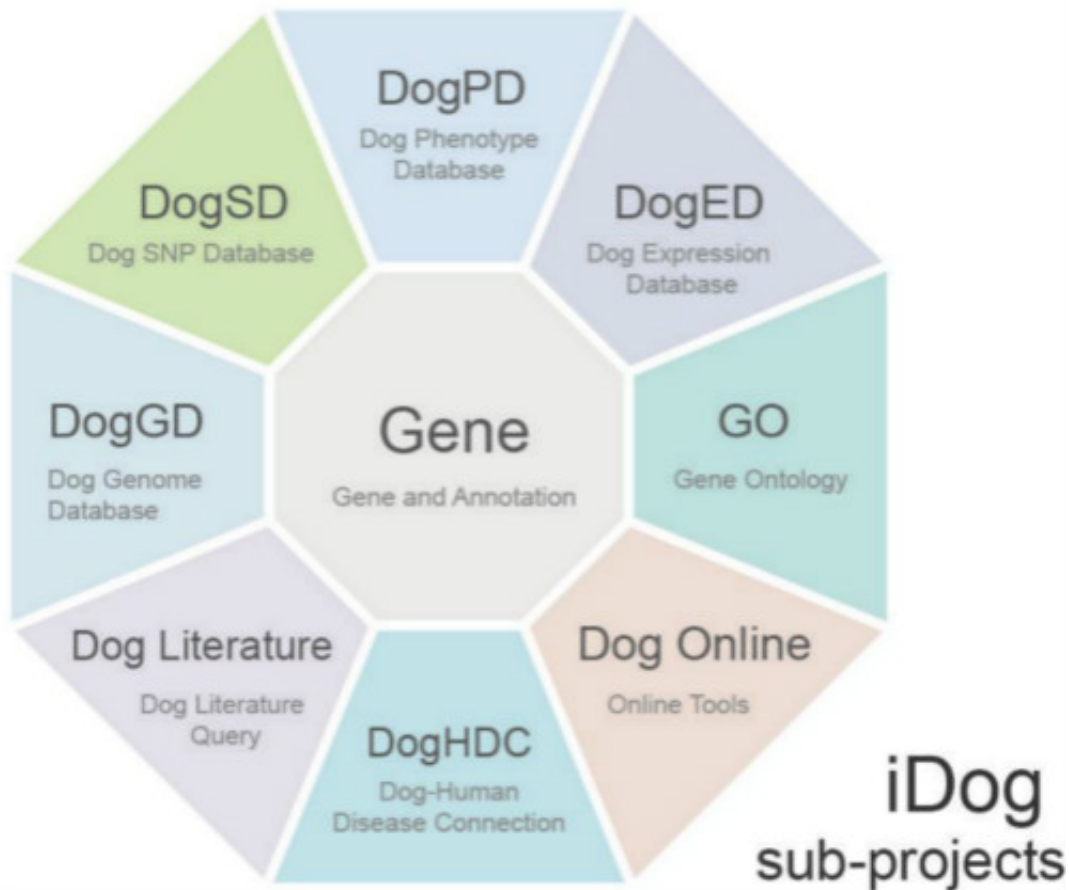 DogPD
Dog Phenotype
Database
DogSD
Dog SNP Database
DogED
Dog Expression
Database
DogGD
Dog Genome
Database
Gene
Gene and Annotation
GO
Gene Ontology
Dog Literature
Dog Literature
Query
DogHDC
Dog-Human
Disease Connection
Dog Online
Online Tools
iDog
sub-projects